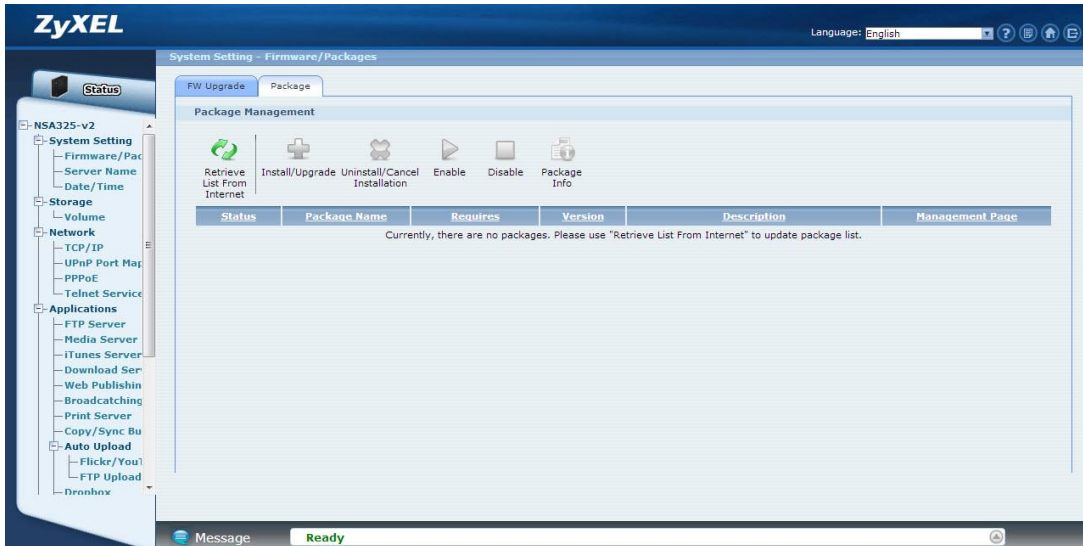 ZyXEL
Language: English
System Setting - Firmware/Packages
Status
FW Upgrade
Package
Package Management
Retrieve List From Internet
Install/Upgrade
Uninstall/Cancel Installation
Enable
Disable
Package Info
Status Package Name Requires Version Description Management Page
Currently, there are no packages. Please use "Retrieve List From Internet" to update package list.
NSA325-v2
System Setting
Firmware/Pac
Server Name
Date/Time
Storage
Volume
Network
TCP/IP
UPnP Port Map
PPPoE
Telnet Service
Applications
FTP Server
Media Server
iTunes Server
Download Ser
Web Publishin
Broadcatching
Print Server
Copy/Sync Bu
Auto Upload
Flickr/YouT
FTP Upload
Dropbox
Message
Ready